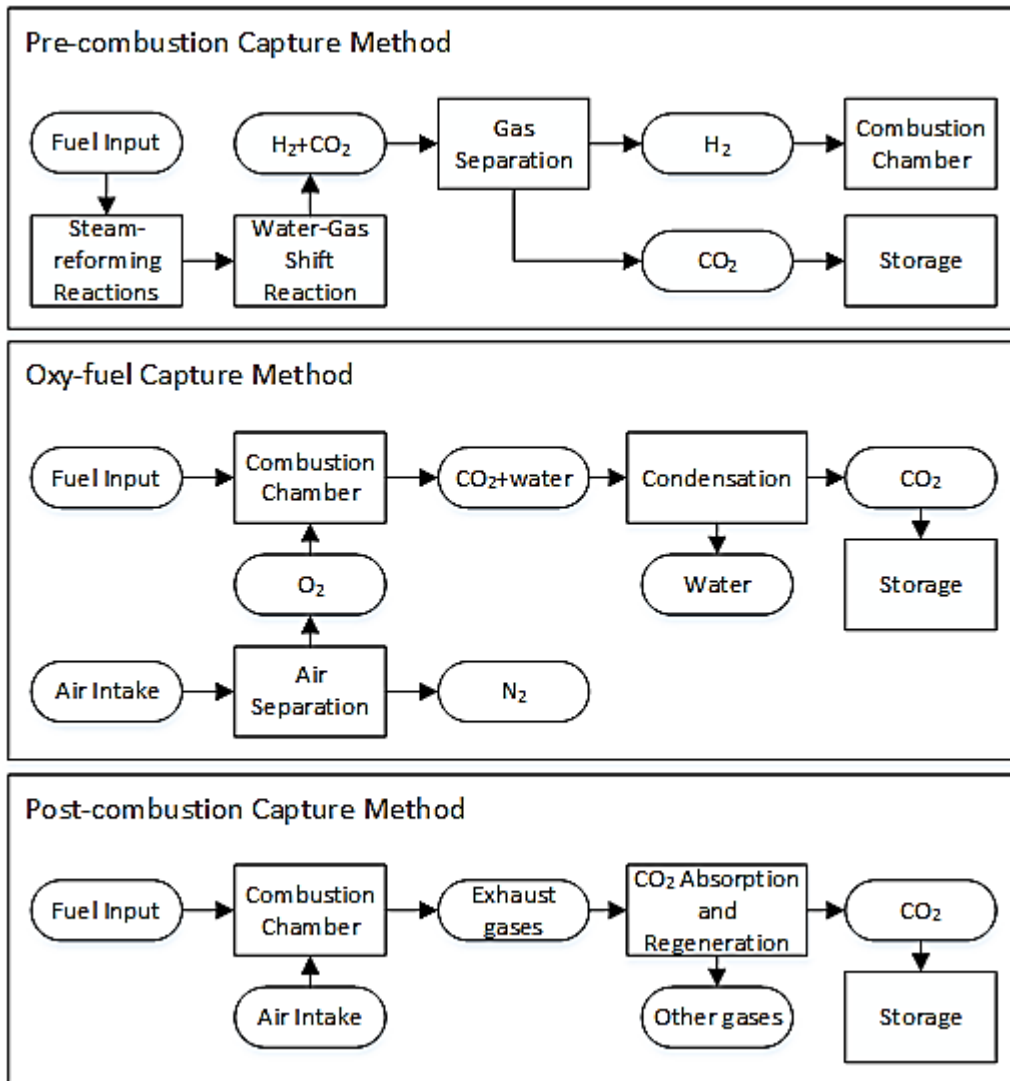 Pre-combustion Capture Method
Fuel Input
H₂+CO₂
Gas
Separation
H₂
Combustion
Chamber
Steam-
reforming
Reactions
Water-Gas
Shift
Reaction
CO₂
Storage
Oxy-fuel Capture Method
Fuel Input
Combustion
Chamber
CO₂+water
Condensation
CO₂
O₂
Water
Storage
Air Intake
Air
Separation
N₂
Post-combustion Capture Method
Fuel Input
Combustion
Chamber
Exhaust
gases
CO₂ Absorption
and
Regeneration
CO₂
Air Intake
Other gases
Storage